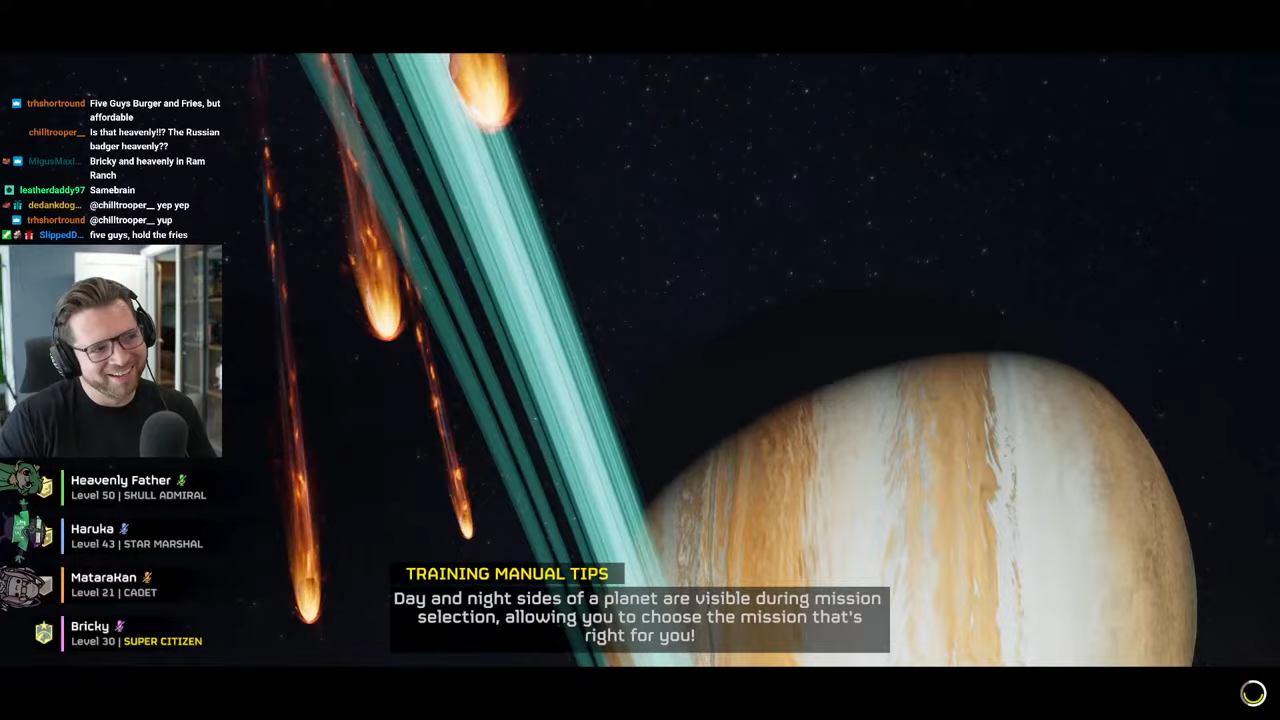 trhshortround Five Guys Burger and Fries, but
affordable
chilltrooper__ Is that heavenly!!? The Russian
badger heavenly??
MigusMaxi... Bricky and heavenly in Ram
Ranch
leatherdaddy97 Samebrain
dedankdog... @chilltrooper__ yep yep
trhshortround @chilltrooper__ yup
SlippedD... five guys, hold the fries
Heavenly Father
Level 50 | SKULL ADMIRAL
Haruka
Level 43 | STAR MARSHAL
MataraKan
Level 21 | CADET
Bricky
Level 30 | SUPER CITIZEN
TRAINING MANUAL TIPS
Day and night sides of a planet are visible during mission
selection, allowing you to choose the mission that's
right for you!